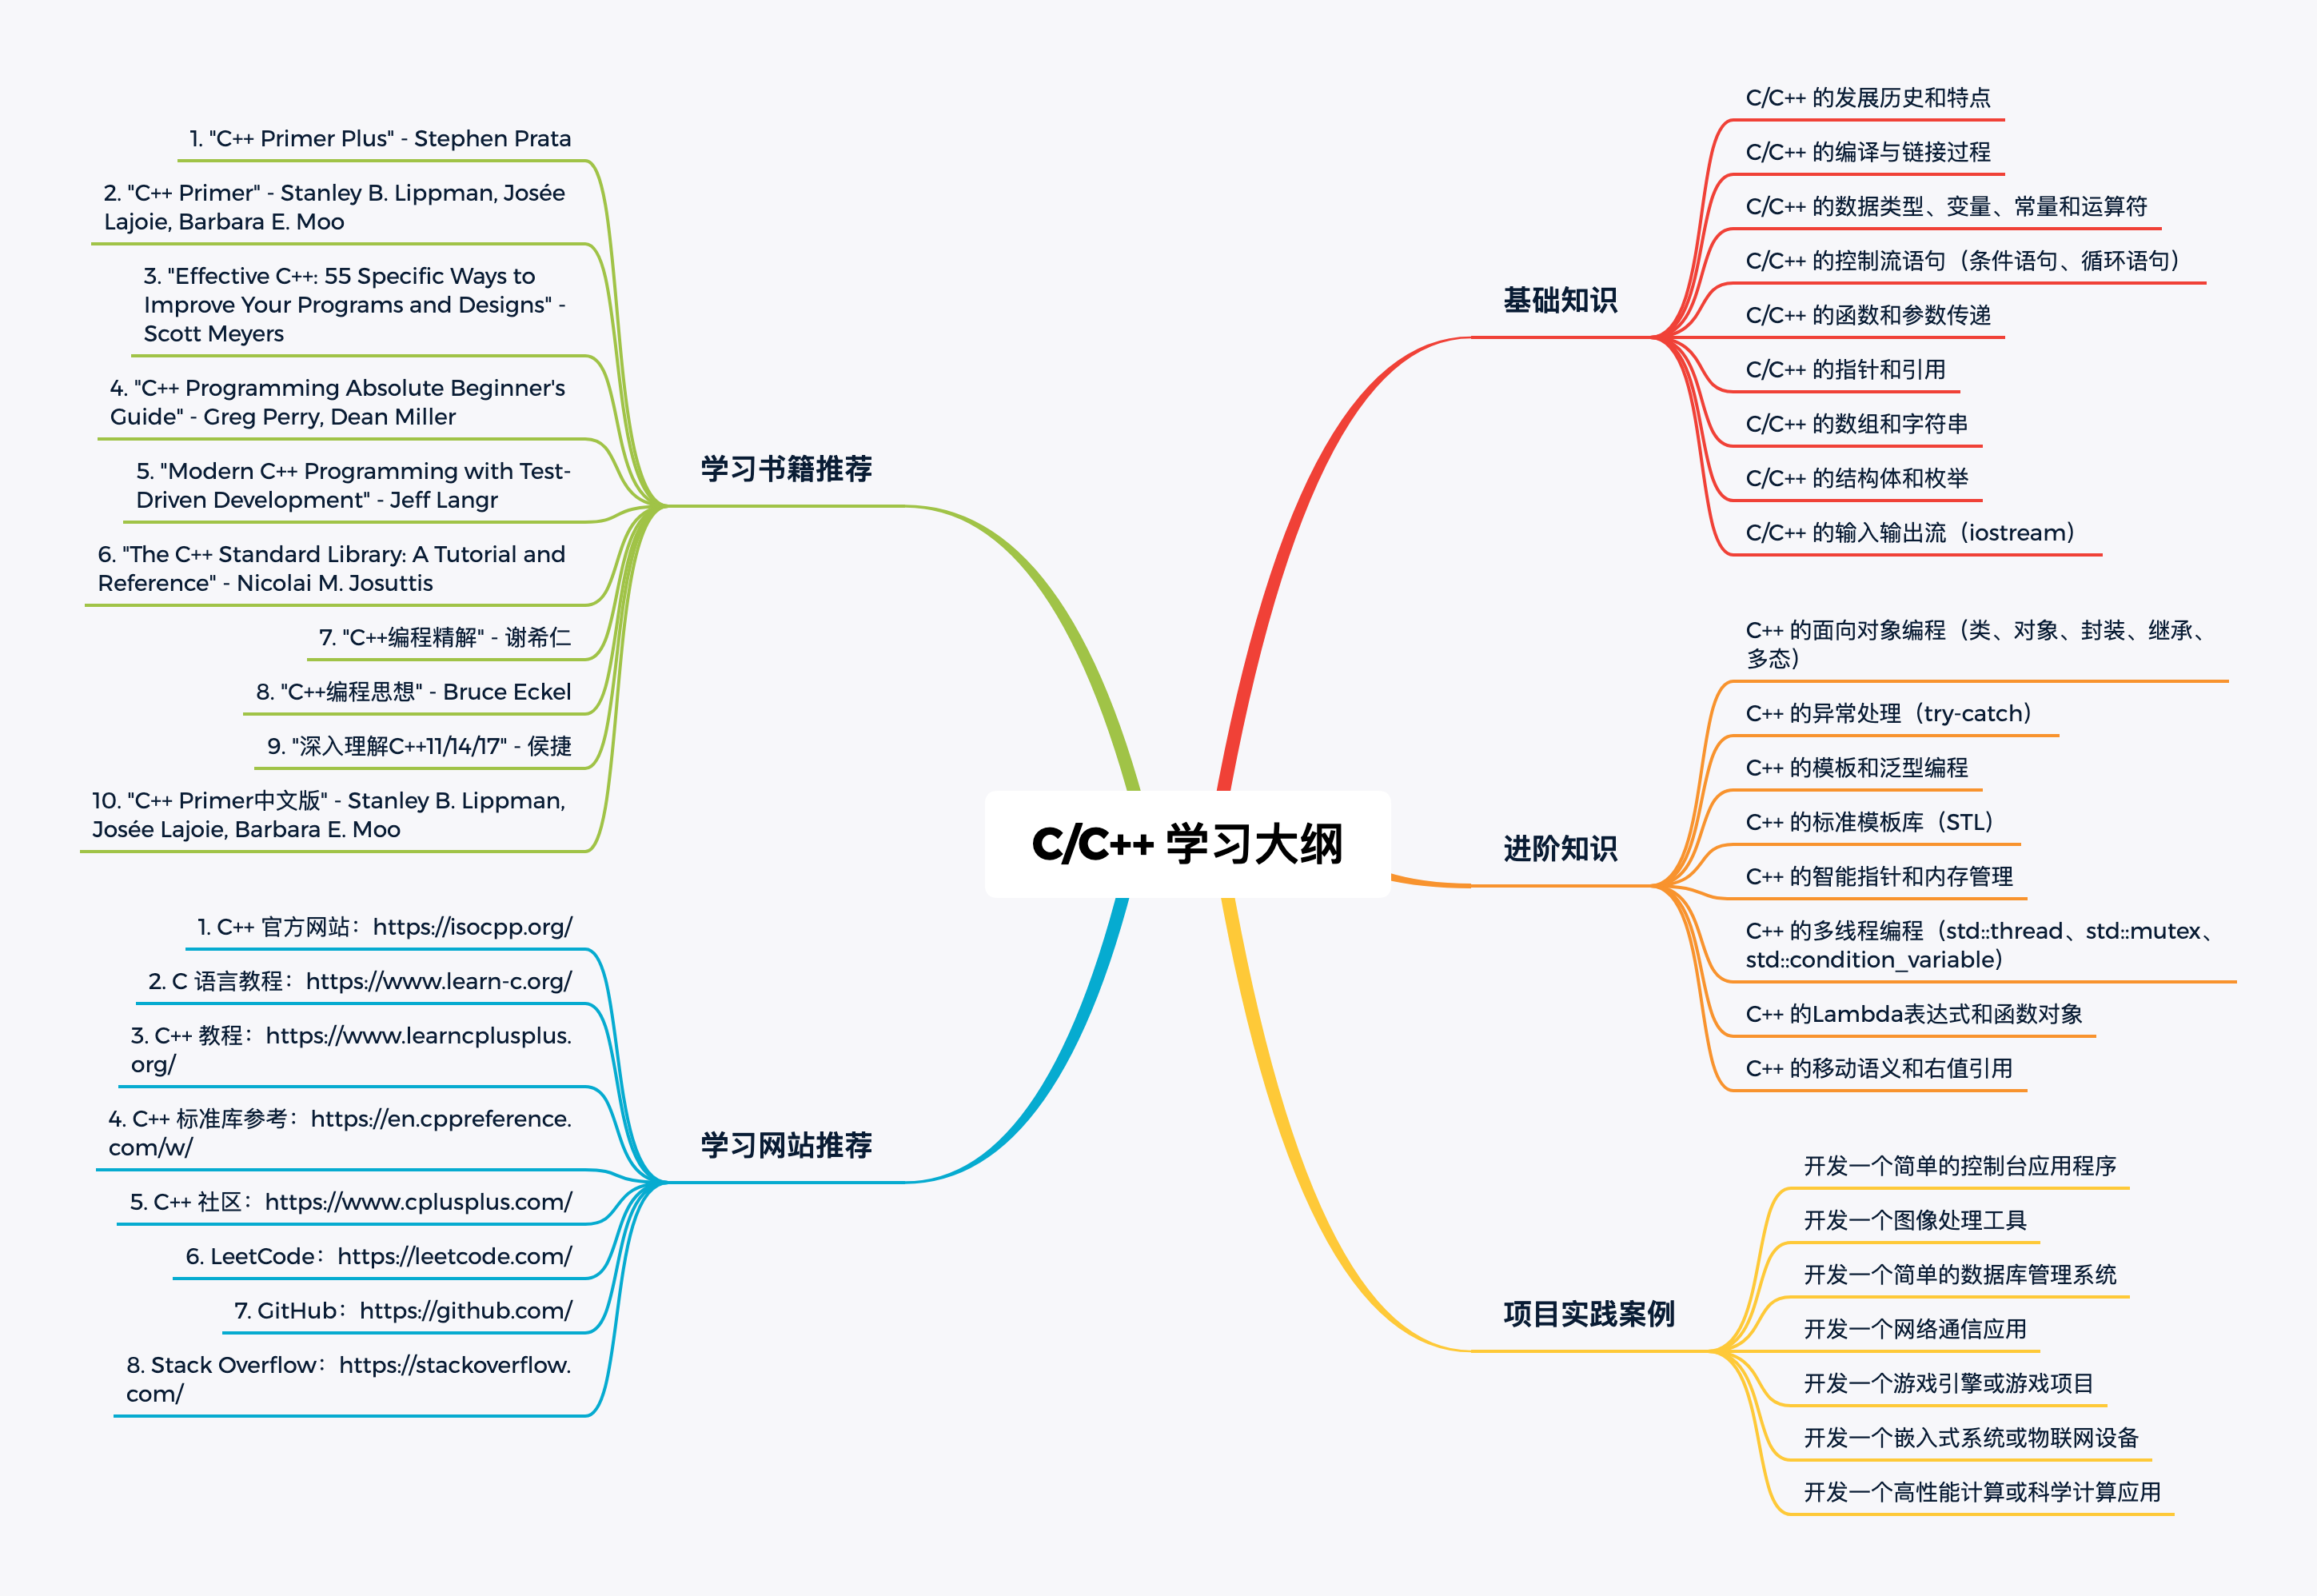 C/C++ 学习大纲
基础知识
C/C++ 的发展历史和特点
C/C++ 的编译与链接过程
C/C++ 的数据类型、变量、常量和运算符
C/C++ 的控制流语句（条件语句、循环语句）
C/C++ 的函数和参数传递
C/C++ 的指针和引用
C/C++ 的数组和字符串
C/C++ 的结构体和枚举
C/C++ 的输入输出流（iostream）
进阶知识
C++ 的面向对象编程（类、对象、封装、继承、
多态）
C++ 的异常处理（try-catch）
C++ 的模板和泛型编程
C++ 的标准模板库（STL）
C++ 的智能指针和内存管理
C++ 的多线程编程（std::thread、std::mutex、
std::condition_variable）
C++ 的Lambda表达式和函数对象
C++ 的移动语义和右值引用
项目实践案例
开发一个简单的控制台应用程序
开发一个图像处理工具
开发一个简单的数据库管理系统
开发一个网络通信应用
开发一个游戏引擎或游戏项目
开发一个嵌入式系统或物联网设备
开发一个高性能计算或科学计算应用
学习书籍推荐
1. "C++ Primer Plus" - Stephen Prata
2. "C++ Primer" - Stanley B. Lippman, Josée
Lajoie, Barbara E. Moo
3. "Effective C++: 55 Specific Ways to
Improve Your Programs and Designs" -
Scott Meyers
4. "C++ Programming Absolute Beginner's
Guide" - Greg Perry, Dean Miller
5. "Modern C++ Programming with Test-
Driven Development" - Jeff Langr
6. "The C++ Standard Library: A Tutorial and
Reference" - Nicolai M. Josuttis
7. "C++编程精解" - 谢希仁
8. "C++编程思想" - Bruce Eckel
9. "深入理解C++11/14/17" - 侯捷
10. "C++ Primer中文版" - Stanley B. Lippman,
Josée Lajoie, Barbara E. Moo
学习网站推荐
1. C++ 官方网站：https://isocpp.org/
2. C 语言教程：https://www.learn-c.org/
3. C++ 教程：https://www.learncplusplus.
org/
4. C++ 标准库参考：https://en.cppreference.
com/w/
5. C++ 社区：https://www.cplusplus.com/
6. LeetCode：https://leetcode.com/
7. GitHub：https://github.com/
8. Stack Overflow：https://stackoverflow.
com/